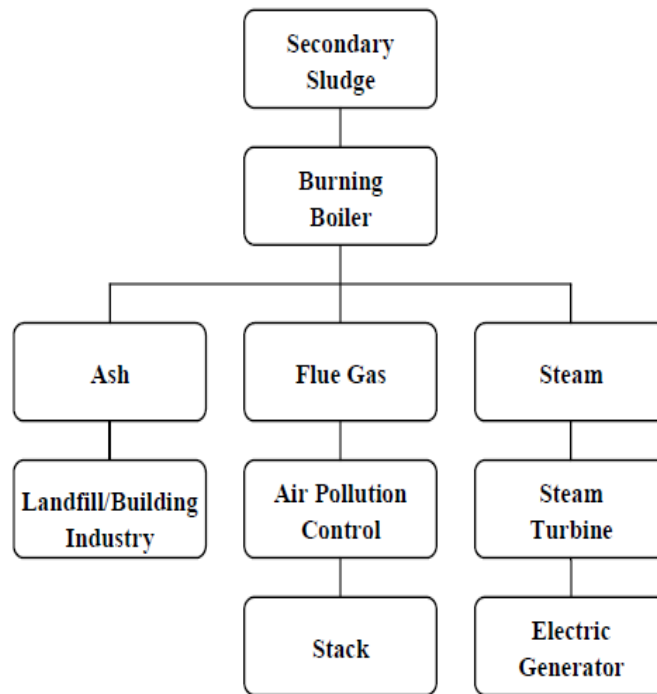 Secondary
Sludge
Burning
Boiler
Ash
Flue Gas
Steam
Landfill/Building
Industry
Air Pollution
Control
Steam
Turbine
Stack
Electric
Generator